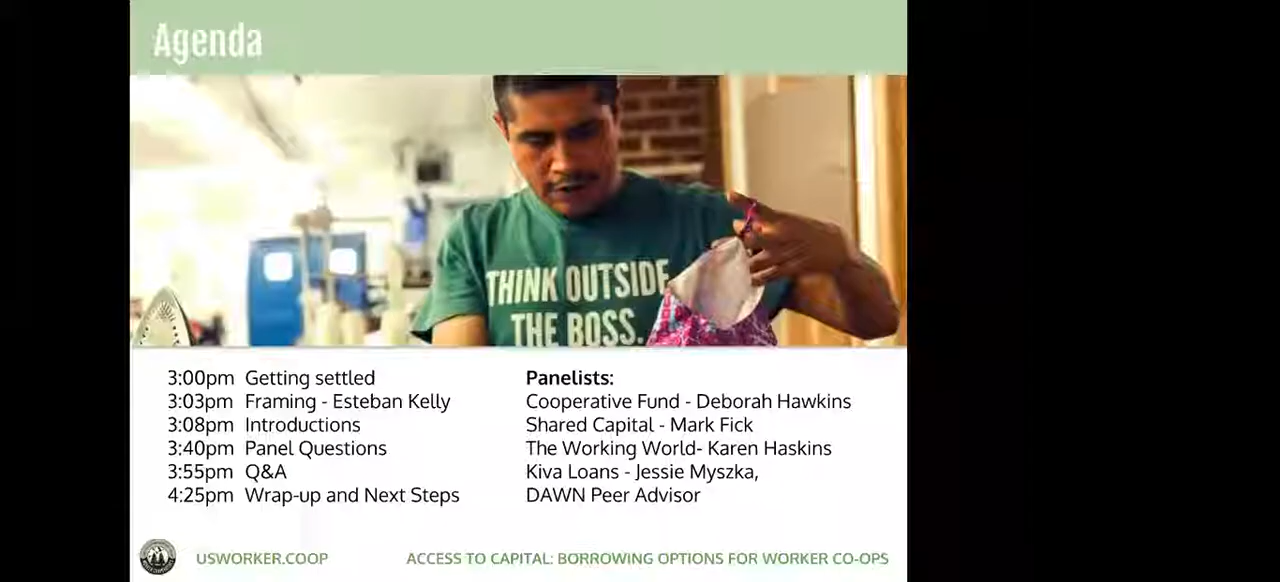 Agenda
THINK OUTSIDE
THE BOSS.
3:00pm Getting settled
3:03pm Framing - Esteban Kelly
3:08pm Introductions
3:40pm Panel Questions
3:55pm Q&A
4:25pm Wrap-up and Next Steps
Panelists:
Cooperative Fund - Deborah Hawkins
Shared Capital - Mark Fick
The Working World- Karen Haskins
Kiva Loans - Jessie Myszka,
DAWN Peer Advisor
USWORKER.COOP
ACCESS TO CAPITAL: BORROWING OPTIONS FOR WORKER CO-OPS